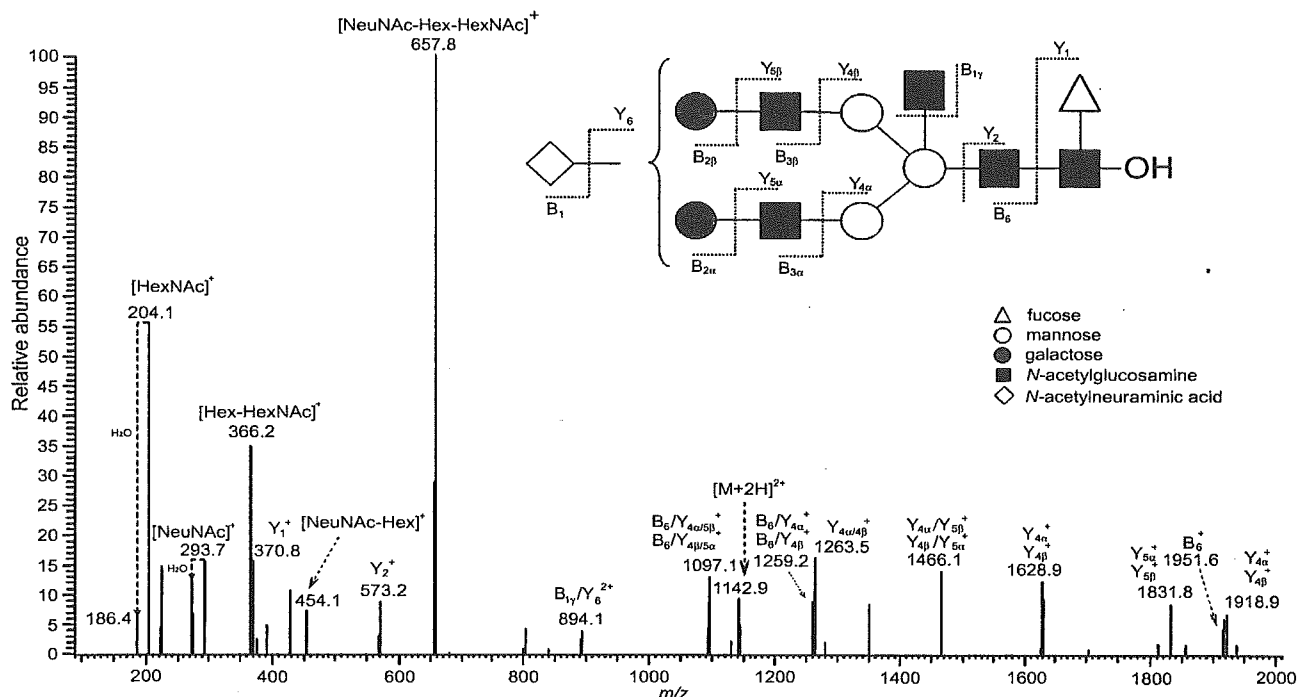 [NeuNAc-Hex-HexNAc]+
657.8
100
95
90
85
80
75
70
65
60
55
50
45
40
35
30
25
20
15
10
5
0
Relative abundance
200
400
600
800
1000
1200
1400
1600
1800
2000
m/z
[HexNAc]+
204.1
H2O
186.4
[NeuNAc]+
293.7
H2O
[Hex-HexNAc]+
366.2
Y1+
370.8
[NeuNAc-Hex]+
454.1
Y2+
573.2
B1γ/Y6 2+
894.1
B6/Y4α/5β+
B6/Y4β/5α+
1097.1
[M+2H]2+
1142.9
B6/Y4α+
B6/Y4β+
1259.2
Y4α/4β+
1263.5
Y4α/Y5β+
Y4β/Y5α+
1466.1
Y4α+
Y4β+
1628.9
Y5α+
Y5β+
1831.8
B6+
1951.6
Y4α+
Y4β+
1918.9
Y6
B1
Y5β
Y4β
B2β
B3β
Y5α
Y4α
B2α
B3α
B1γ
Y2
Y1
B6
OH
fucose
mannose
galactose
N-acetylglucosamine
N-acetylneuraminic acid